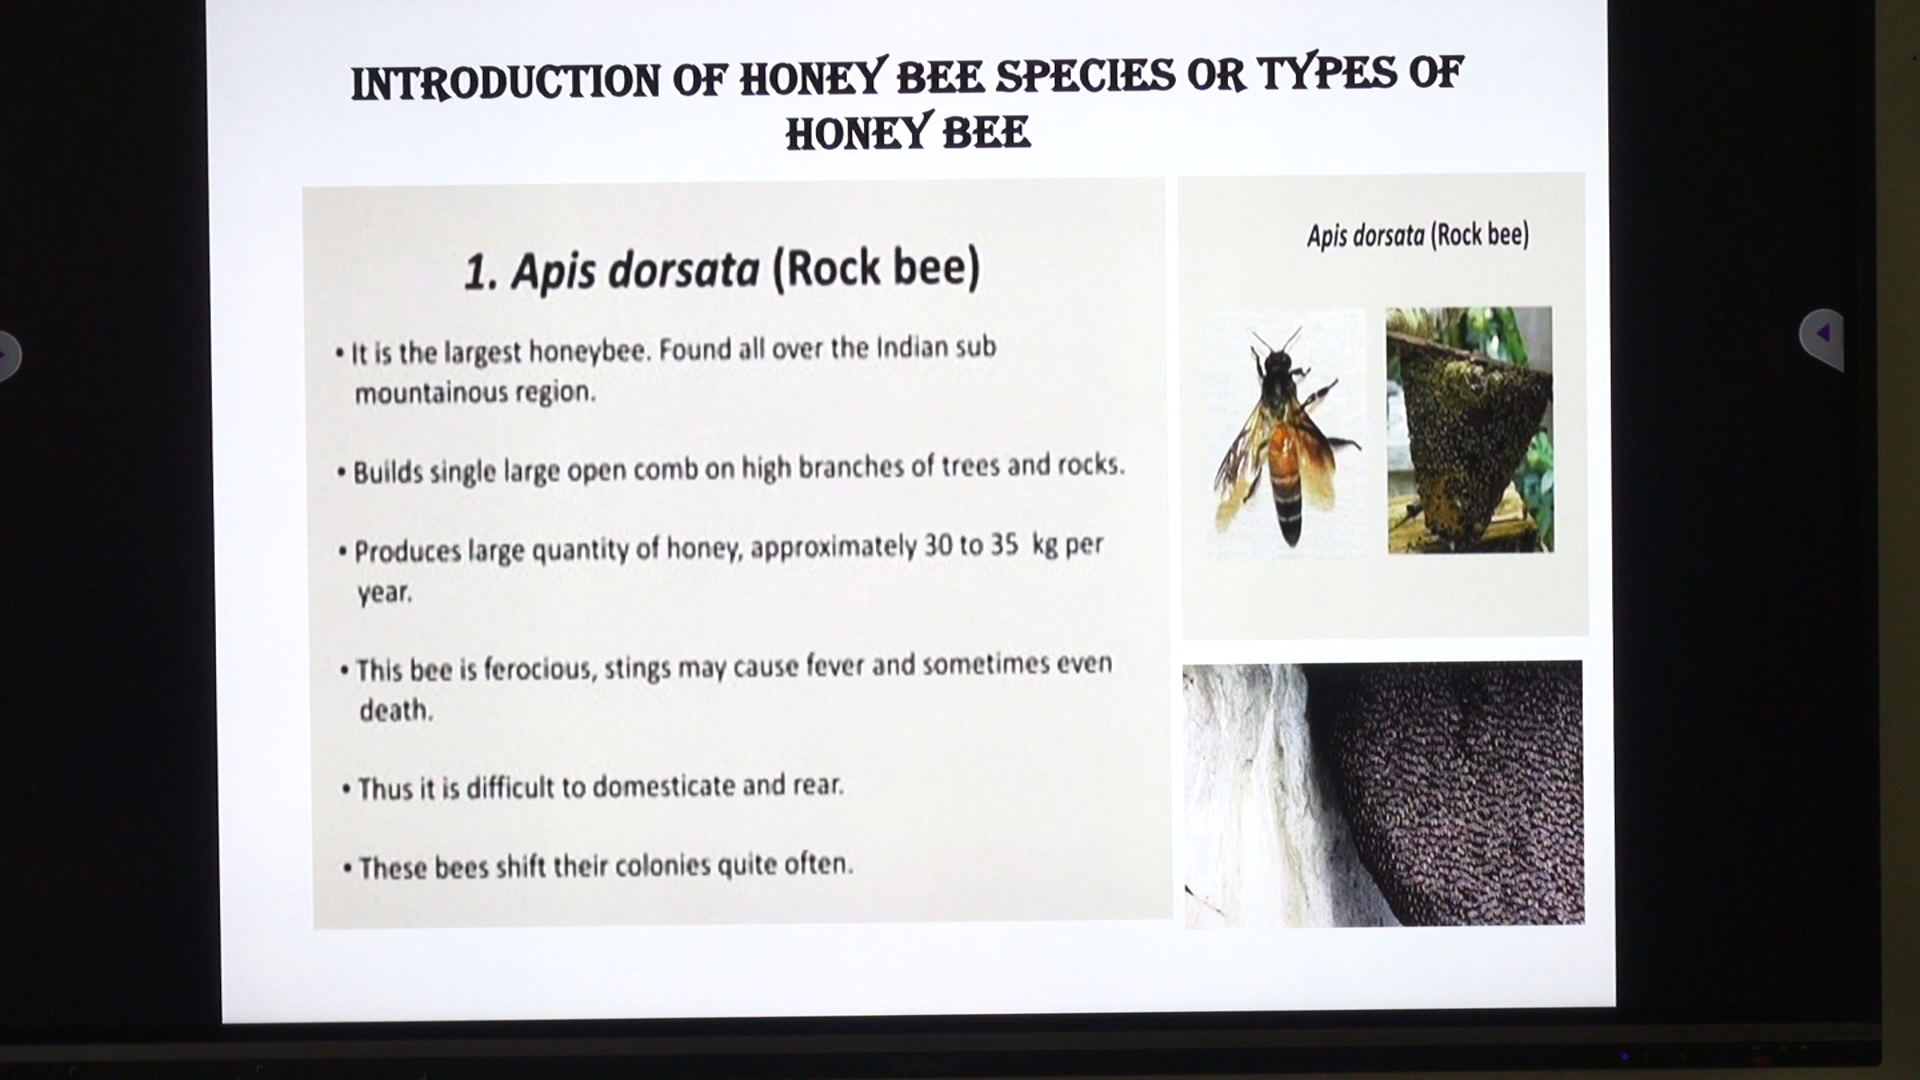 INTRODUCTION OF HONEY BEE SPECIES OR TYPES OF
HONEY BEE
1. Apis dorsata (Rock bee)
• It is the largest honeybee. Found all over the Indian sub
mountainous region.
• Builds single large open comb on high branches of trees and rocks.
• Produces large quantity of honey, approximately 30 to 35 kg per
year.
• This bee is ferocious, stings may cause fever and sometimes even
death.
• Thus it is difficult to domesticate and rear.
• These bees shift their colonies quite often.
Apis dorsata (Rock bee)